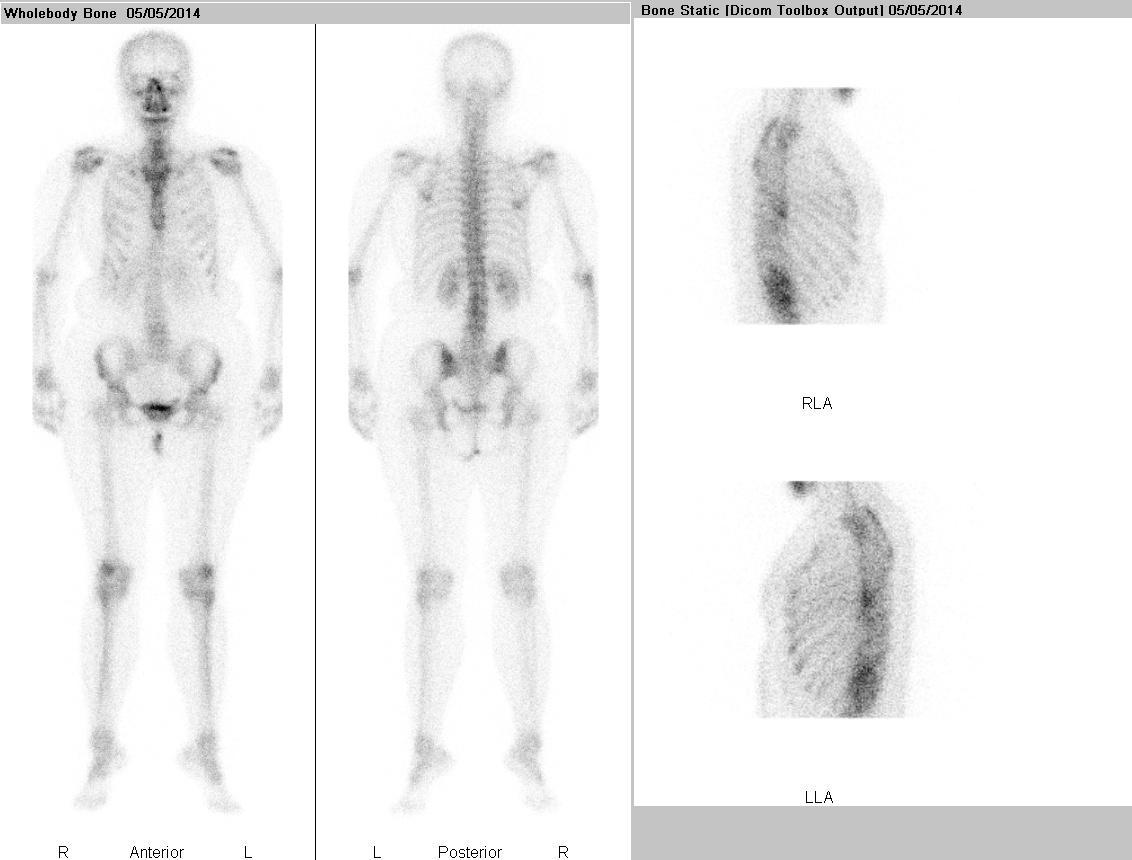 Wholebody Bone 05/05/2014
R Anterior L
L Posterior R
Bone Static [Dicom Toolbox Output] 05/05/2014
RLA
LLA